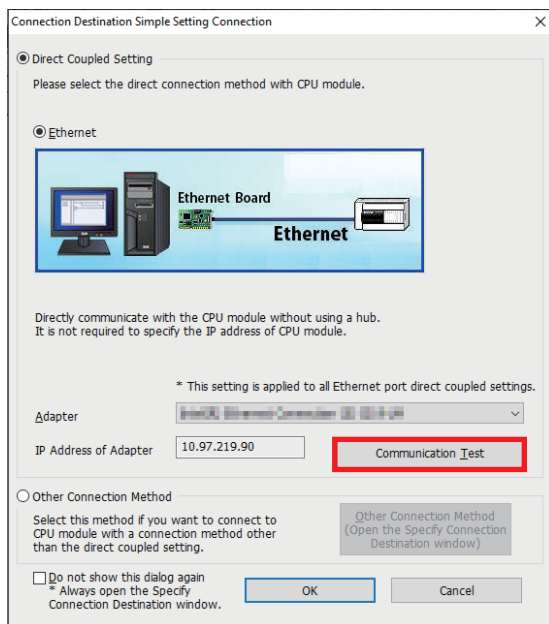 Connection Destination Simple Setting Connection
Direct Coupled Setting
Please select the direct connection method with CPU module.
Ethernet
Ethernet Board
Ethernet
Directly communicate with the CPU module without using a hub.
It is not required to specify the IP address of CPU module.
* This setting is applied to all Ethernet port direct coupled settings.
Adapter
IP Address of Adapter
10.97.219.90
Communication Test
Other Connection Method
Select this method if you want to connect to
CPU module with a connection method other
than the direct coupled setting.
Other Connection Method
(Open the Specify Connection
Destination window)
Do not show this dialog again
* Always open the Specify
Connection Destination window.
OK
Cancel